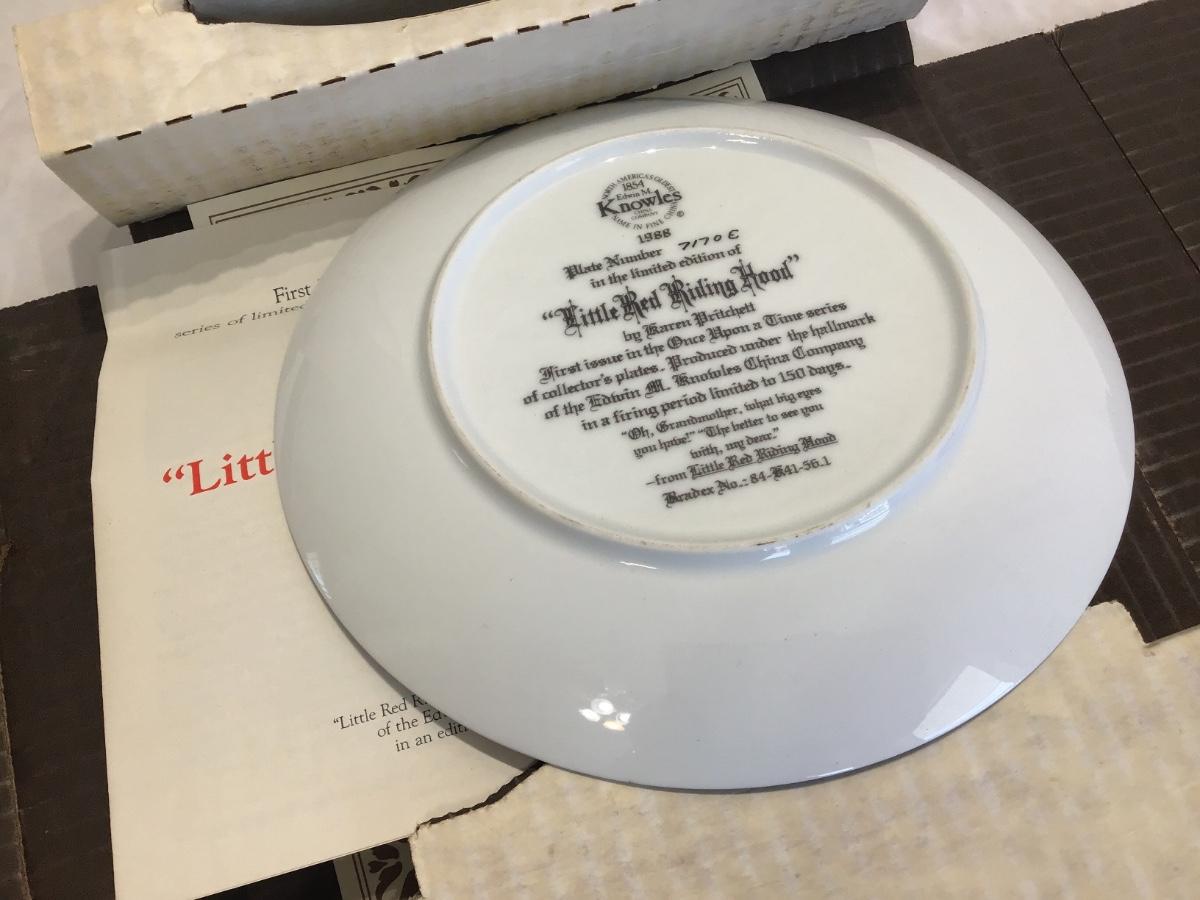 NORTH AMERICA'S OLDEST
1854
Edwin M.
Knowles
CHINA
COMPANY
NAME IN FINE CHINA
®
1988
Plate Number 7170 E
in the limited edition of
“Little Red Riding Hood”
by Karen Pritchett
First issue in the Once Upon a Time series
of collector's plates. Produced under the hallmark
of the Edwin M. Knowles China Company
in a firing period limited to 150 days.
“Oh, Grandmother, what big eyes
you have!” “The better to see you
with, my dear.”
—from Little Red Riding Hood
Bradex No.: 84-K41-56.1
First
series of limited
“Litt
“Little Red R
of the Ed
in an editi